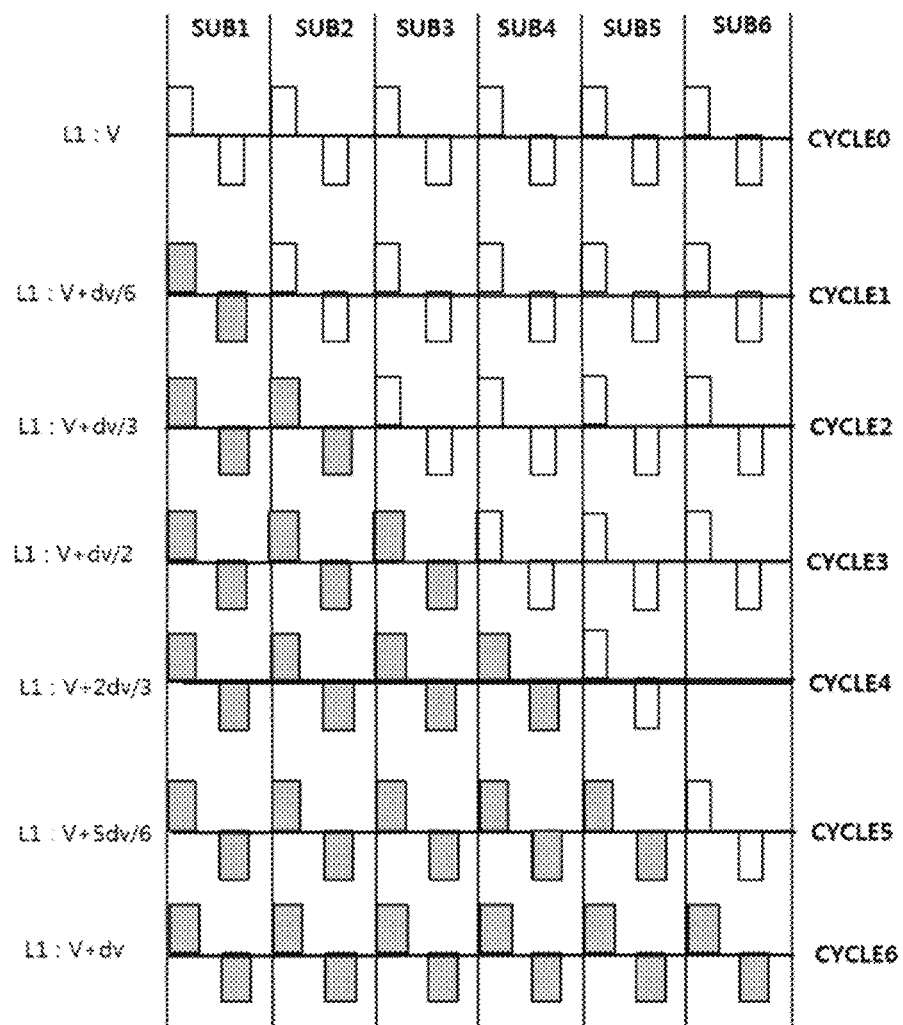 SUB1 SUB2 SUB3 SUB4 SUB5 SUB6
L1 : V CYCLE0
L1 : V+dv/6 CYCLE1
L1 : V+dv/3 CYCLE2
L1 : V+dv/2 CYCLE3
L1 : V+2dv/3 CYCLE4
L1 : V+5dv/6 CYCLE5
L1 : V+dv CYCLE6